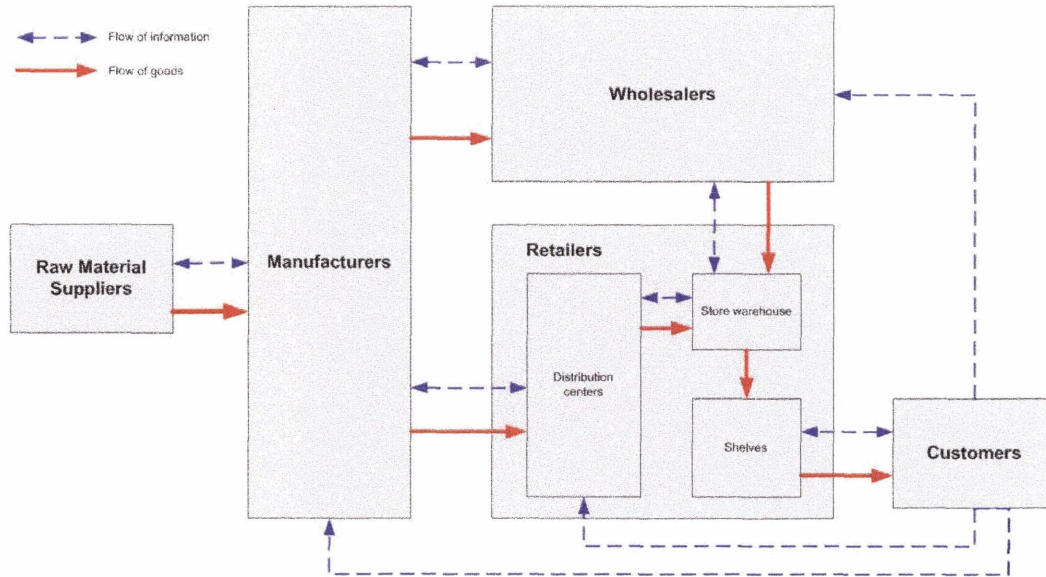 Flow of information
Flow of goods
Wholesalers
Raw Material
Suppliers
Manufacturers
Retailers
Store warehouse
Distribution
centers
Shelves
Customers